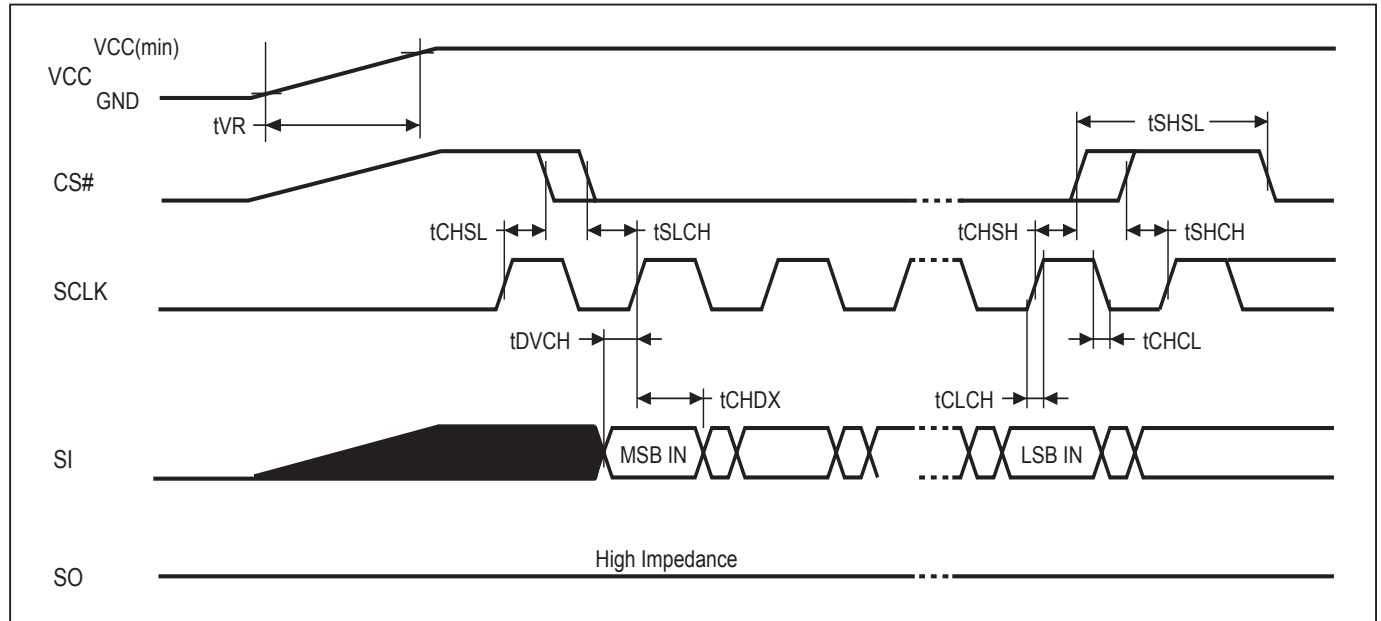 VCC(min)
VCC
GND
tVR
tSHSL
CS#
tCHSL
tSLCH
tCHSH
tSHCH
SCLK
tDVCH
tCHCL
tCHDX
tCLCH
SI
MSB IN
LSB IN
High Impedance
SO